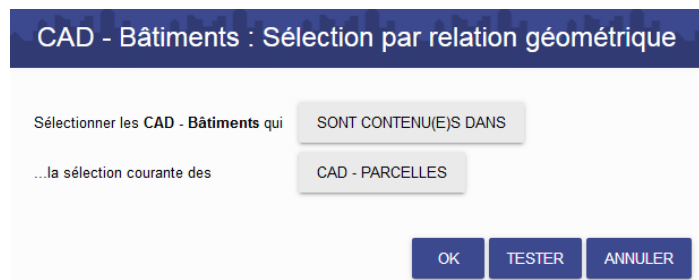 CAD - Bâtiments : Sélection par relation géométrique
Sélectionner les CAD - Bâtiments qui SONT CONTENU(E)S DANS
...la sélection courante des CAD - PARCELLES
OK TESTER ANNULER